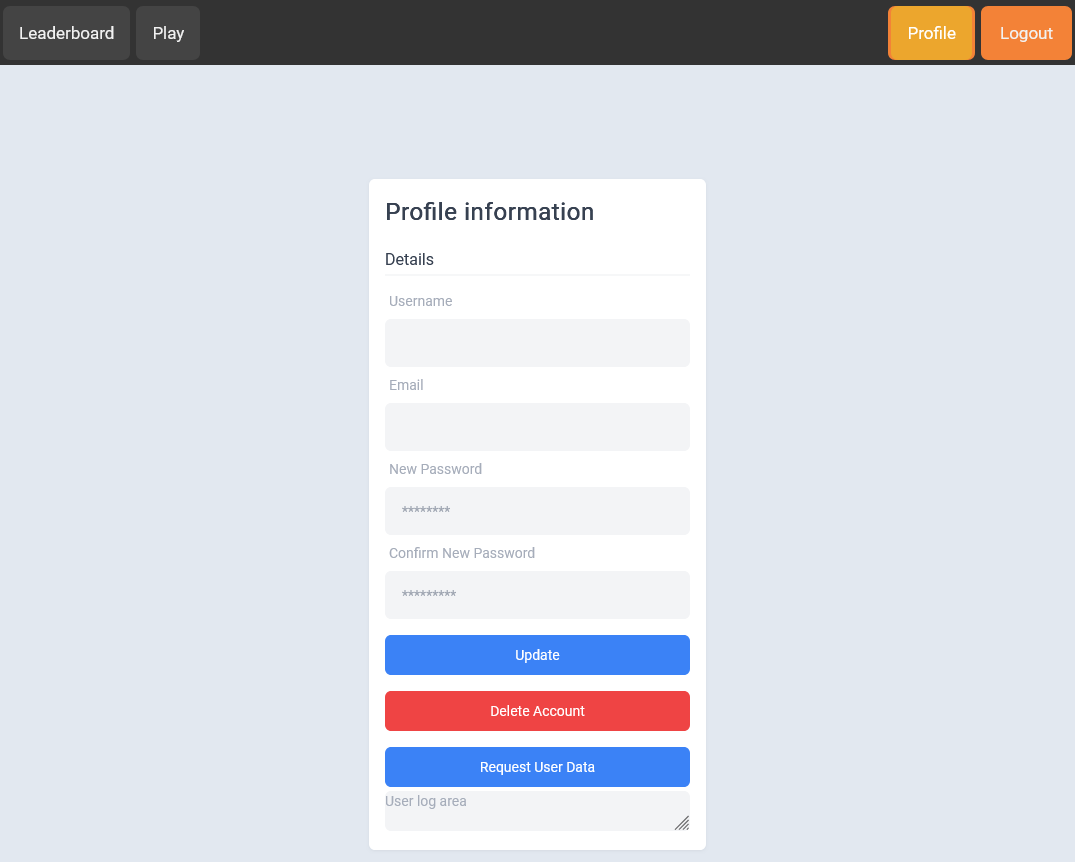 Leaderboard Play Profile Logout
Profile information
Details
Username
Email
New Password
********
Confirm New Password
*********
Update
Delete Account
Request User Data
User log area